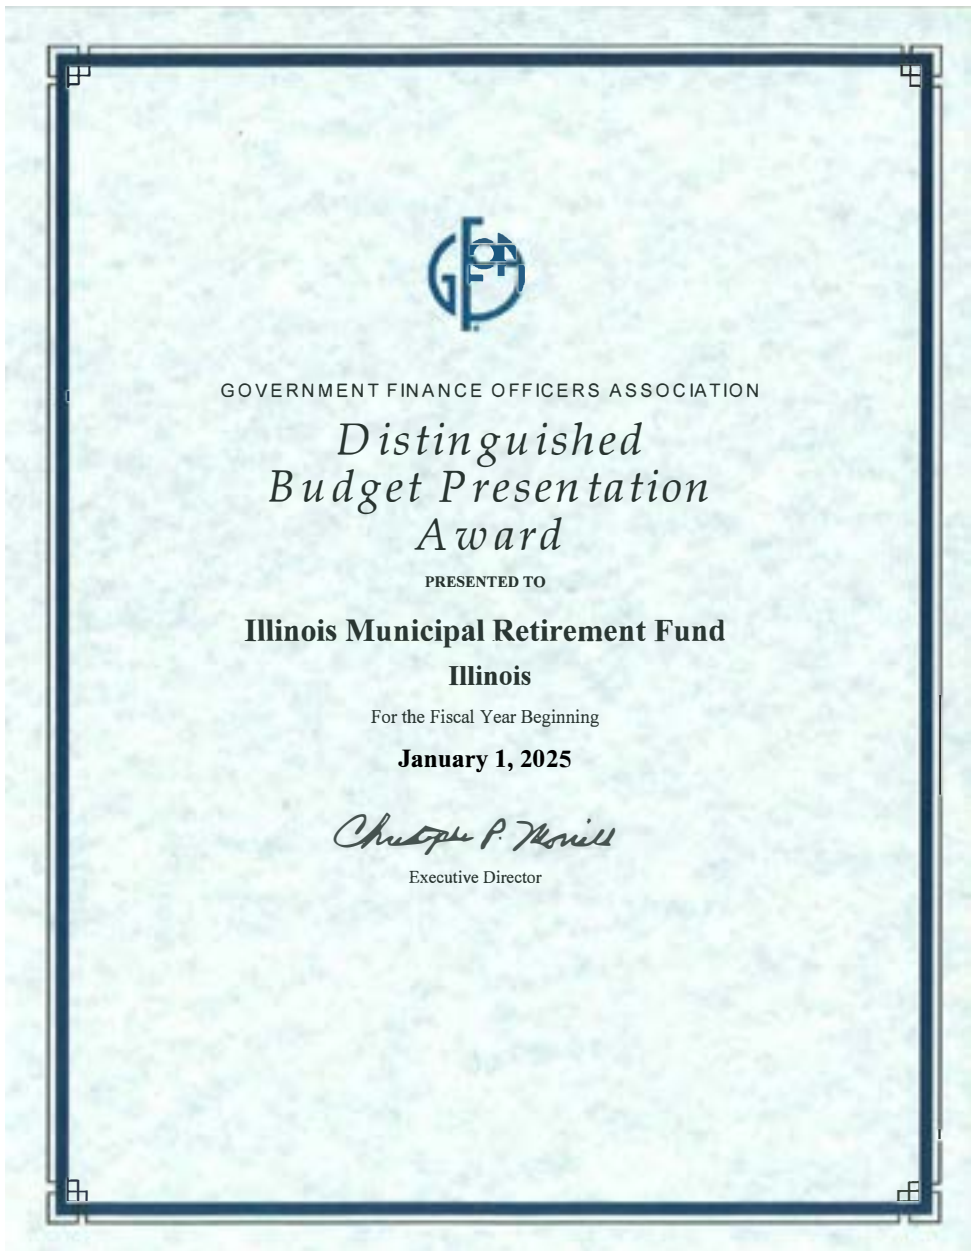 GOVERNMENT FINANCE OFFICERS ASSOCIATION
Distinguished
Budget Presentation
Award
PRESENTED TO
Illinois Municipal Retirement Fund
Illinois
For the Fiscal Year Beginning
January 1, 2025
Christopher P. Morrill
Executive Director